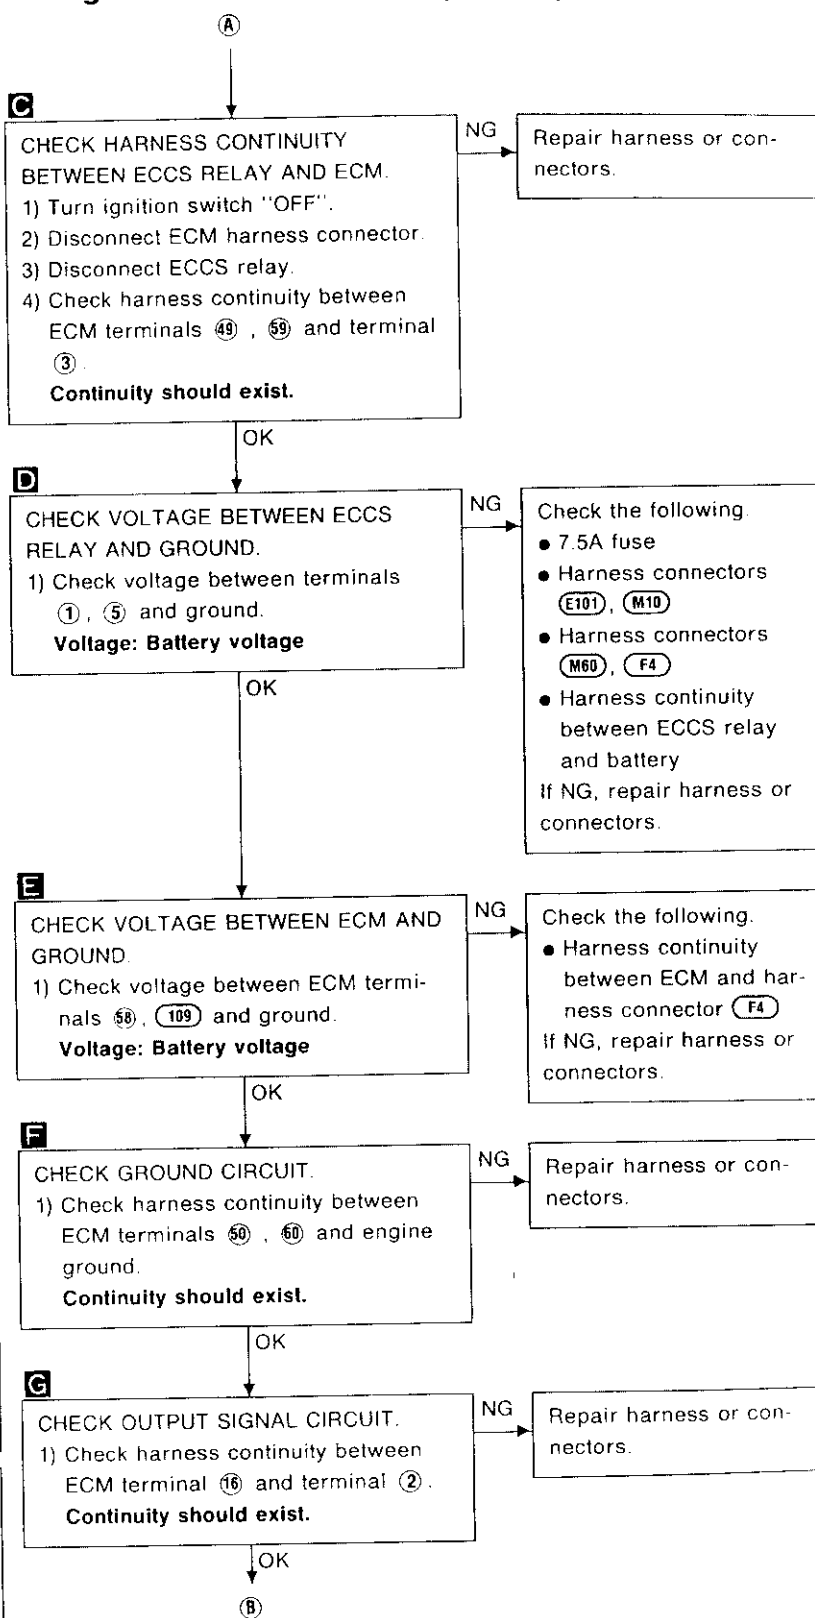 A
C
CHECK HARNESS CONTINUITY
BETWEEN ECCS RELAY AND ECM.
1) Turn ignition switch "OFF".
2) Disconnect ECM harness connector.
3) Disconnect ECCS relay.
4) Check harness continuity between
ECM terminals 49 , 59 and terminal
3 .
Continuity should exist.
NG
Repair harness or con-
nectors.
OK
D
CHECK VOLTAGE BETWEEN ECCS
RELAY AND GROUND.
1) Check voltage between terminals
1 , 5 and ground.
Voltage: Battery voltage
NG
Check the following.
● 7.5A fuse
● Harness connectors
E101 , M10
● Harness connectors
M60 , F4
● Harness continuity
between ECCS relay
and battery
If NG, repair harness or
connectors.
OK
E
CHECK VOLTAGE BETWEEN ECM AND
GROUND.
1) Check voltage between ECM termi-
nals 58 , 109 and ground.
Voltage: Battery voltage
NG
Check the following.
● Harness continuity
between ECM and har-
ness connector F4
If NG, repair harness or
connectors.
OK
F
CHECK GROUND CIRCUIT.
1) Check harness continuity between
ECM terminals 50 , 60 and engine
ground.
Continuity should exist.
NG
Repair harness or con-
nectors.
OK
G
CHECK OUTPUT SIGNAL CIRCUIT.
1) Check harness continuity between
ECM terminal 16 and terminal 2 .
Continuity should exist.
NG
Repair harness or con-
nectors.
OK
B